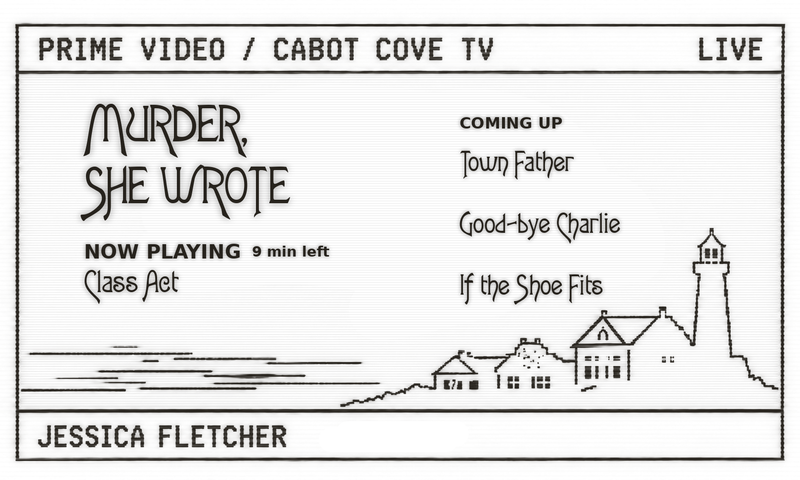 PRIME VIDEO / CABOT COVE TV
LIVE
MURDER,
SHE WROTE
NOW PLAYING 9 min left
Class Act
COMING UP
Town Father
Good-bye Charlie
If the Shoe Fits
JESSICA FLETCHER